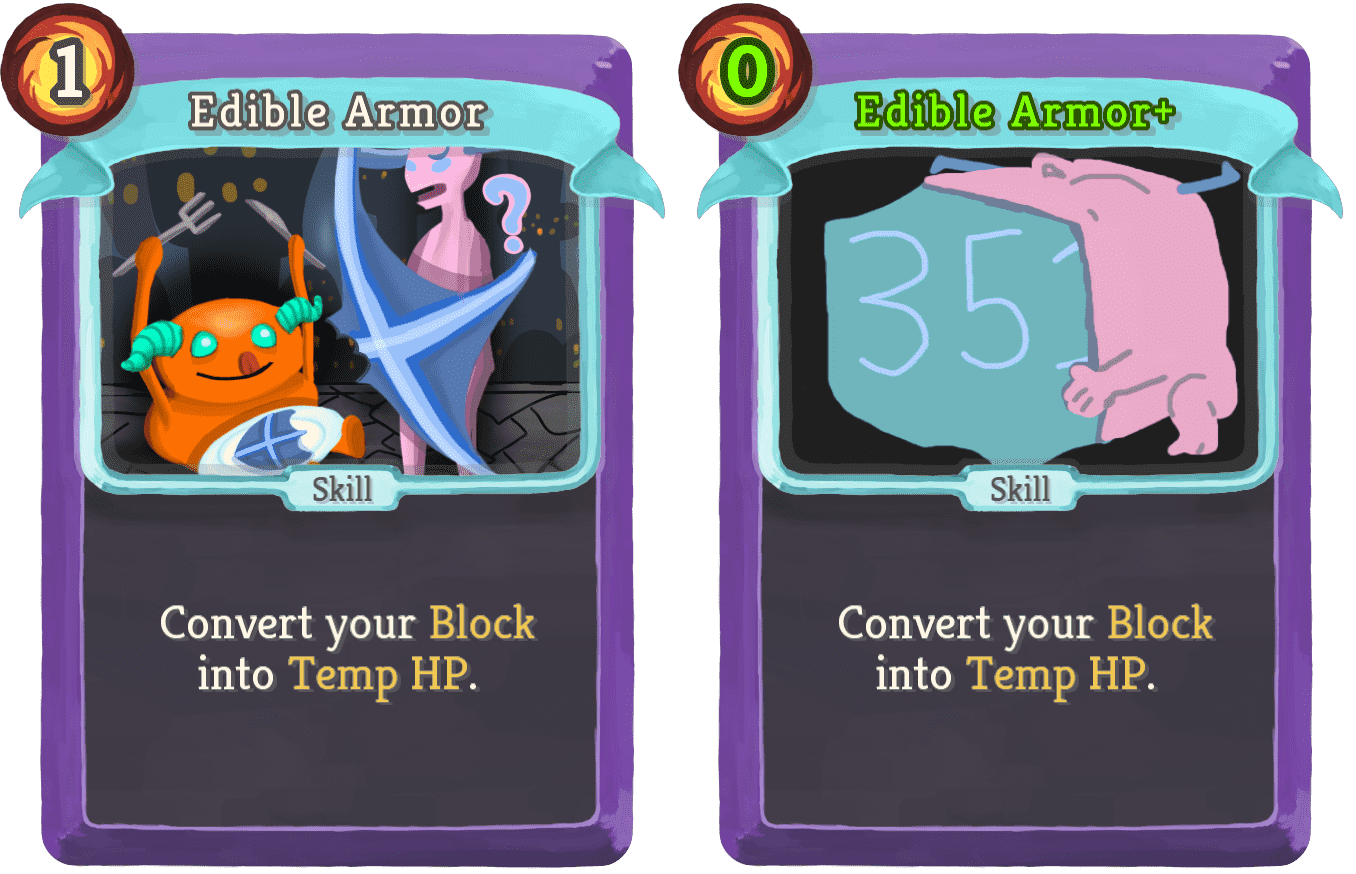 1
Edible Armor
?
Skill
Convert your Block
into Temp HP.
0
Edible Armor+
35
Skill
Convert your Block
into Temp HP.